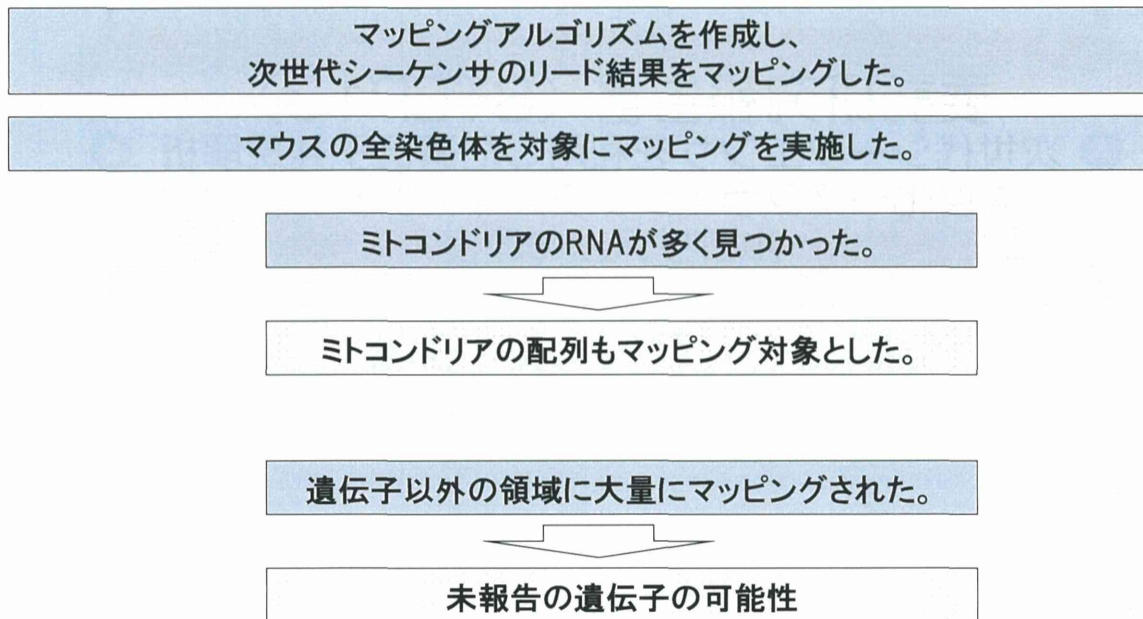 マッピングアルゴリズムを作成し、
次世代シーケンサのリード結果をマッピングした。
マウスの全染色体を対象にマッピングを実施した。
ミトコンドリアのRNAが多く見つかった。
ミトコンドリアの配列もマッピング対象とした。
遺伝子以外の領域に大量にマッピングされた。
未報告の遺伝子の可能性